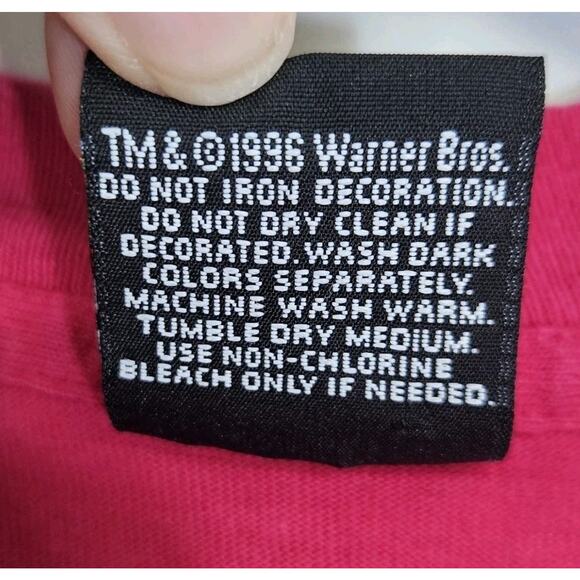 TM & ©1996 Warner Bros.
DO NOT IRON DECORATION.
DO NOT DRY CLEAN IF
DECORATED. WASH DARK
COLORS SEPARATELY.
MACHINE WASH WARM.
TUMBLE DRY MEDIUM.
USE NON-CHLORINE
BLEACH ONLY IF NEEDED.